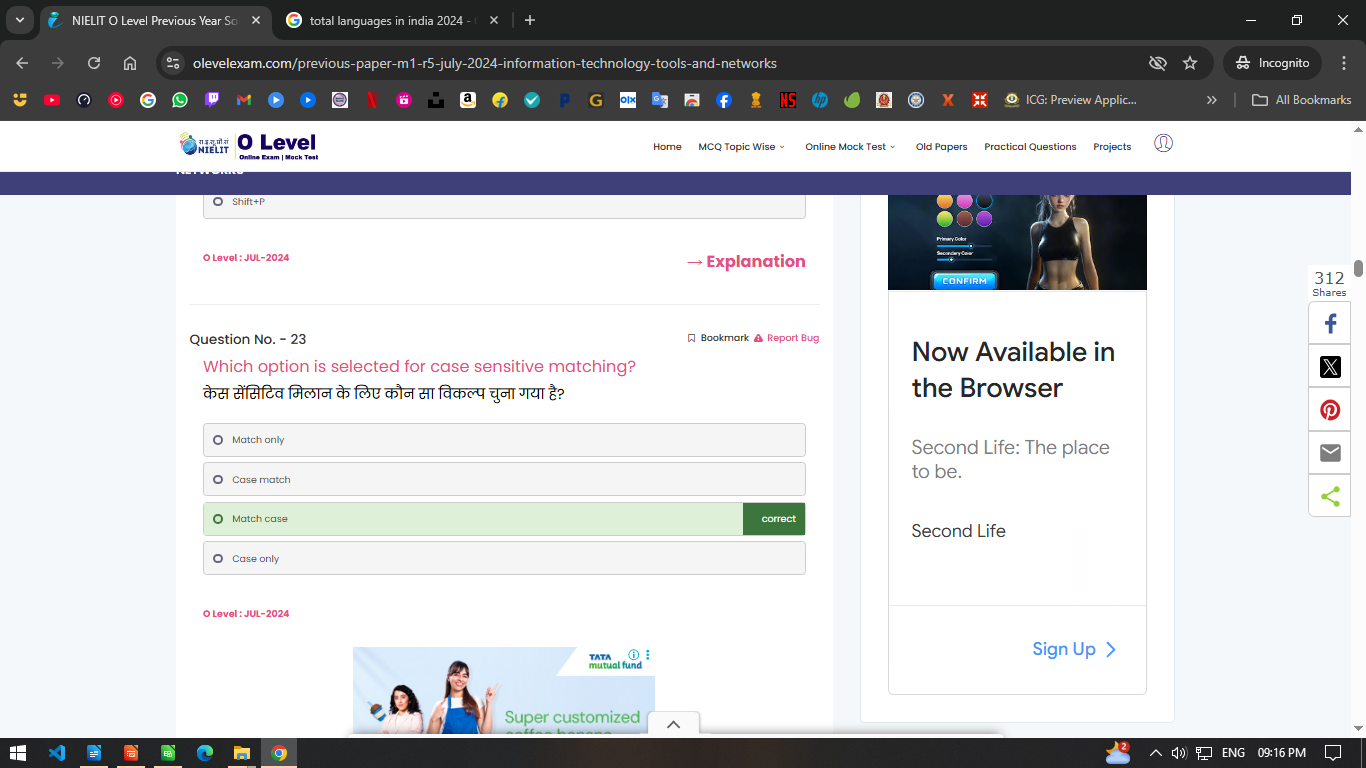 NIELIT O Level Previous Year So
total languages in india 2024 -
olevelexam.com/previous-paper-m1-r5-july-2024-information-technology-tools-and-networks
Incognito
ICG: Preview Applic...
All Bookmarks
NIELIT
O Level
Online Exam | Mock Test
Home
MCQ Topic Wise
Online Mock Test
Old Papers
Practical Questions
Projects
NETWORKS
Shift+P
O Level : JUL-2024
→ Explanation
Question No. - 23
Bookmark
Report Bug
Which option is selected for case sensitive matching?
केस सेंसिटिव मिलान के लिए कौन सा विकल्प चुना गया है?
Match only
Case match
Match case
correct
Case only
O Level : JUL-2024
TATA
mutual fund
Super customized
Primary Color
Secondary Color
CONFIRM
Now Available in
the Browser
Second Life: The place
to be.
Second Life
Sign Up
312
Shares
2
ENG
09:16 PM